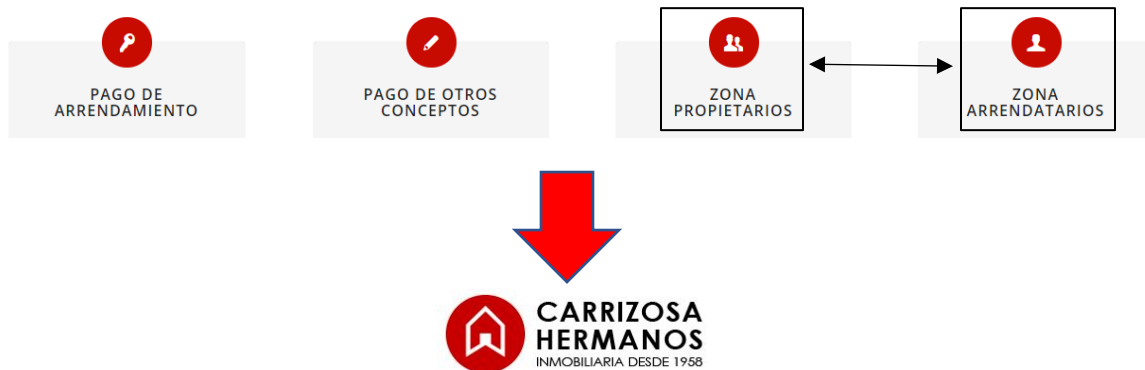 PAGO DE
ARRENDAMIENTO
PAGO DE OTROS
CONCEPTOS
ZONA
PROPIETARIOS
ZONA
ARRENDATARIOS
CARRIZOSA
HERMANOS
INMOBILIARIA DESDE 1958